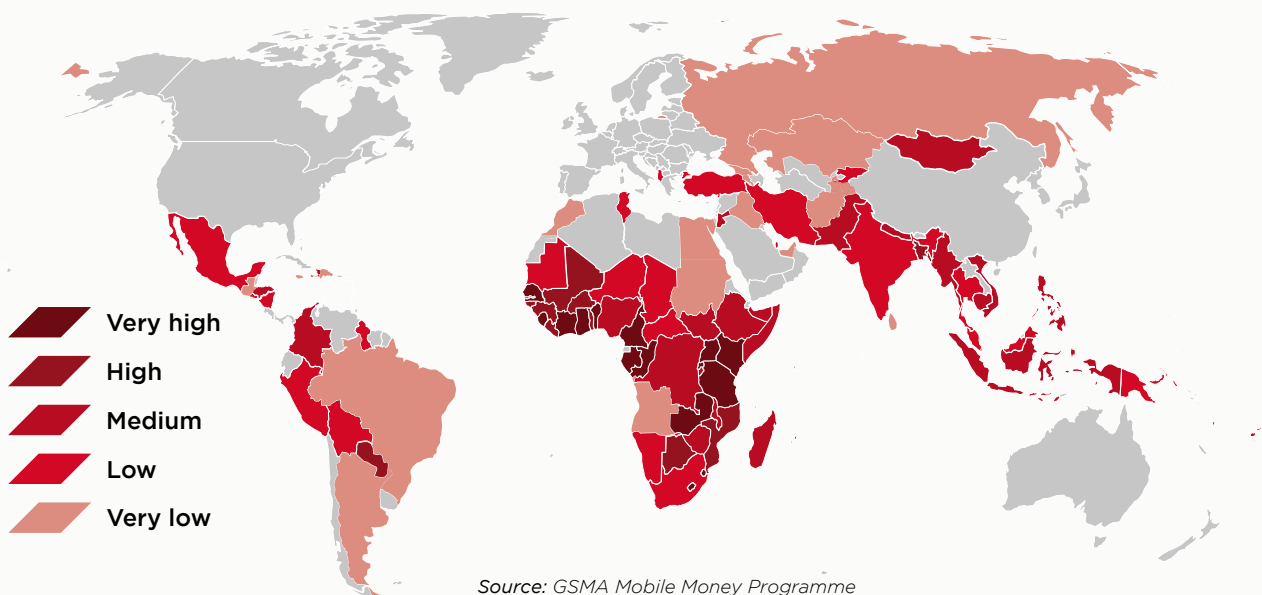 Very high
High
Medium
Low
Very low
Source: GSMA Mobile Money Programme